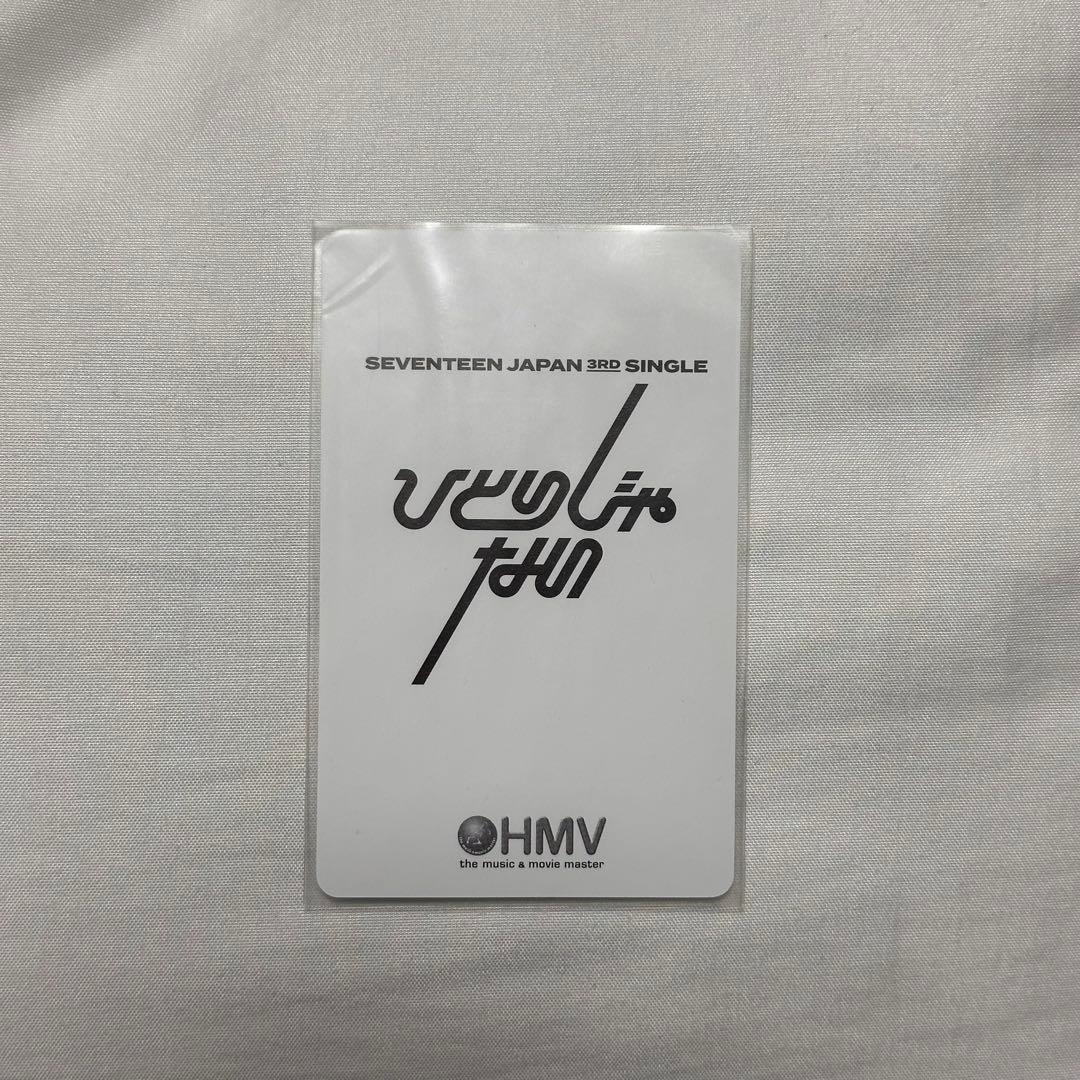 SEVENTEEN JAPAN 3RD SINGLE
ひとりじゃ
ない
HMV
the music & movie master